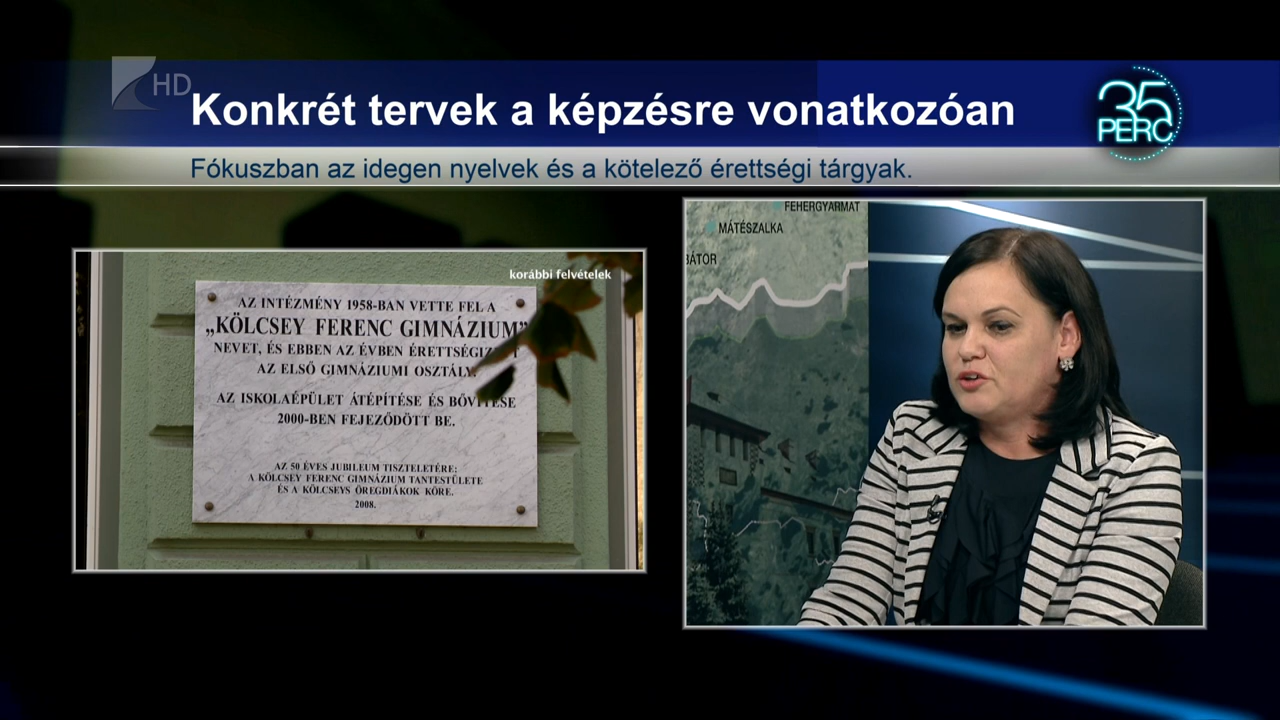 HD
Konkrét tervek a képzésre vonatkozóan
35
PERC
Fókuszban az idegen nyelvek és a kötelező érettségi tárgyak.
korábbi felvételek
AZ INTÉZMÉNY 1958-BAN VETTE FEL A
„KÖLCSEY FERENC GIMNÁZIUM”
NEVET, ÉS EBBEN AZ ÉVBEN
AZ ELSŐ GIMNÁZIUMI OSZTÁLY.
AZ ISKOLAÉPÜLET ÁTÉPÍTÉSE ÉS BŐVÍTÉSE
2000-BEN FEJEZŐDÖTT BE.
AZ 50 ÉVES JUBILEUM TISZTELETÉRE:
A KÖLCSEY FERENC GIMNÁZIUM TANTESTÜLETE
ÉS A KÖLCSEYS ÖREGDIÁKOK KÖRE.
2008.
FEHÉRGYARMAT
MÁTÉSZALKA
BÁTOR